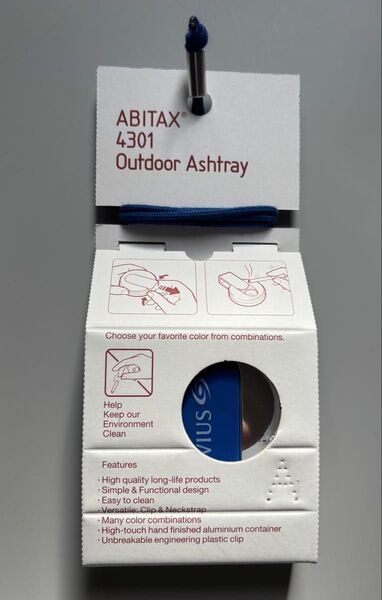 ABITAX®
4301
Outdoor Ashtray
Choose your favorite color from combinations.
Help
Keep our
Environment
Clean
VIUS
Features
· High quality long-life products
· Simple & Functional design
· Easy to clean
· Versatile: Clip & Neckstrap
· Many color combinations
· High-touch hand finished aluminium container
· Unbreakable engineering plastic clip
A